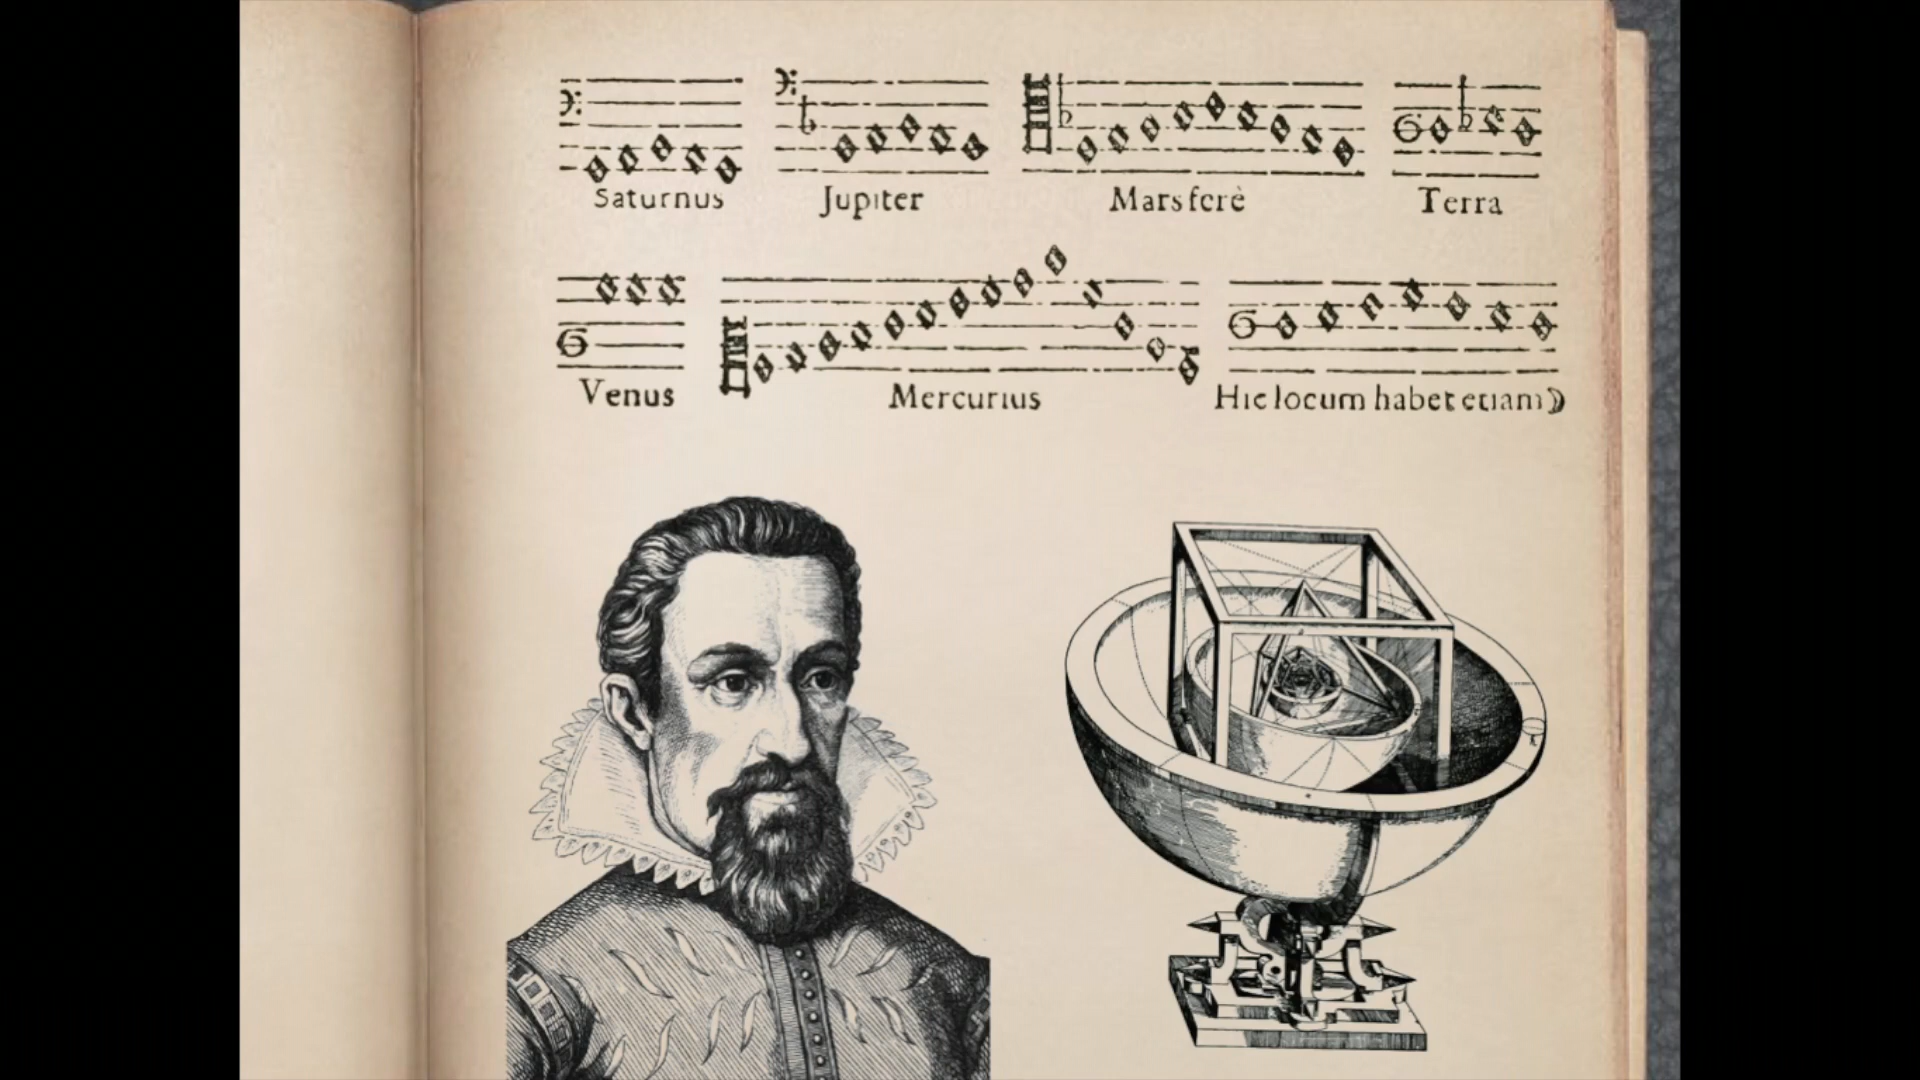 Saturnus Jupiter Mars ferè Terra
Venus Mercurius Hic locum habet etiam ☽